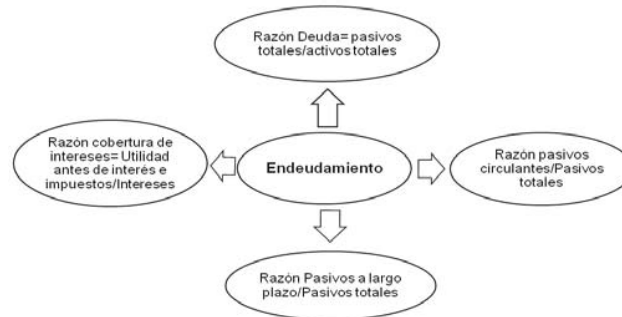 Razón Deuda= pasivos
totales/activos totales
Razón cobertura de
intereses= Utilidad
antes de interés e
impuestos/Intereses
Endeudamiento
Razón pasivos
circulantes/Pasivos
totales
Razón Pasivos a largo
plazo/Pasivos totales